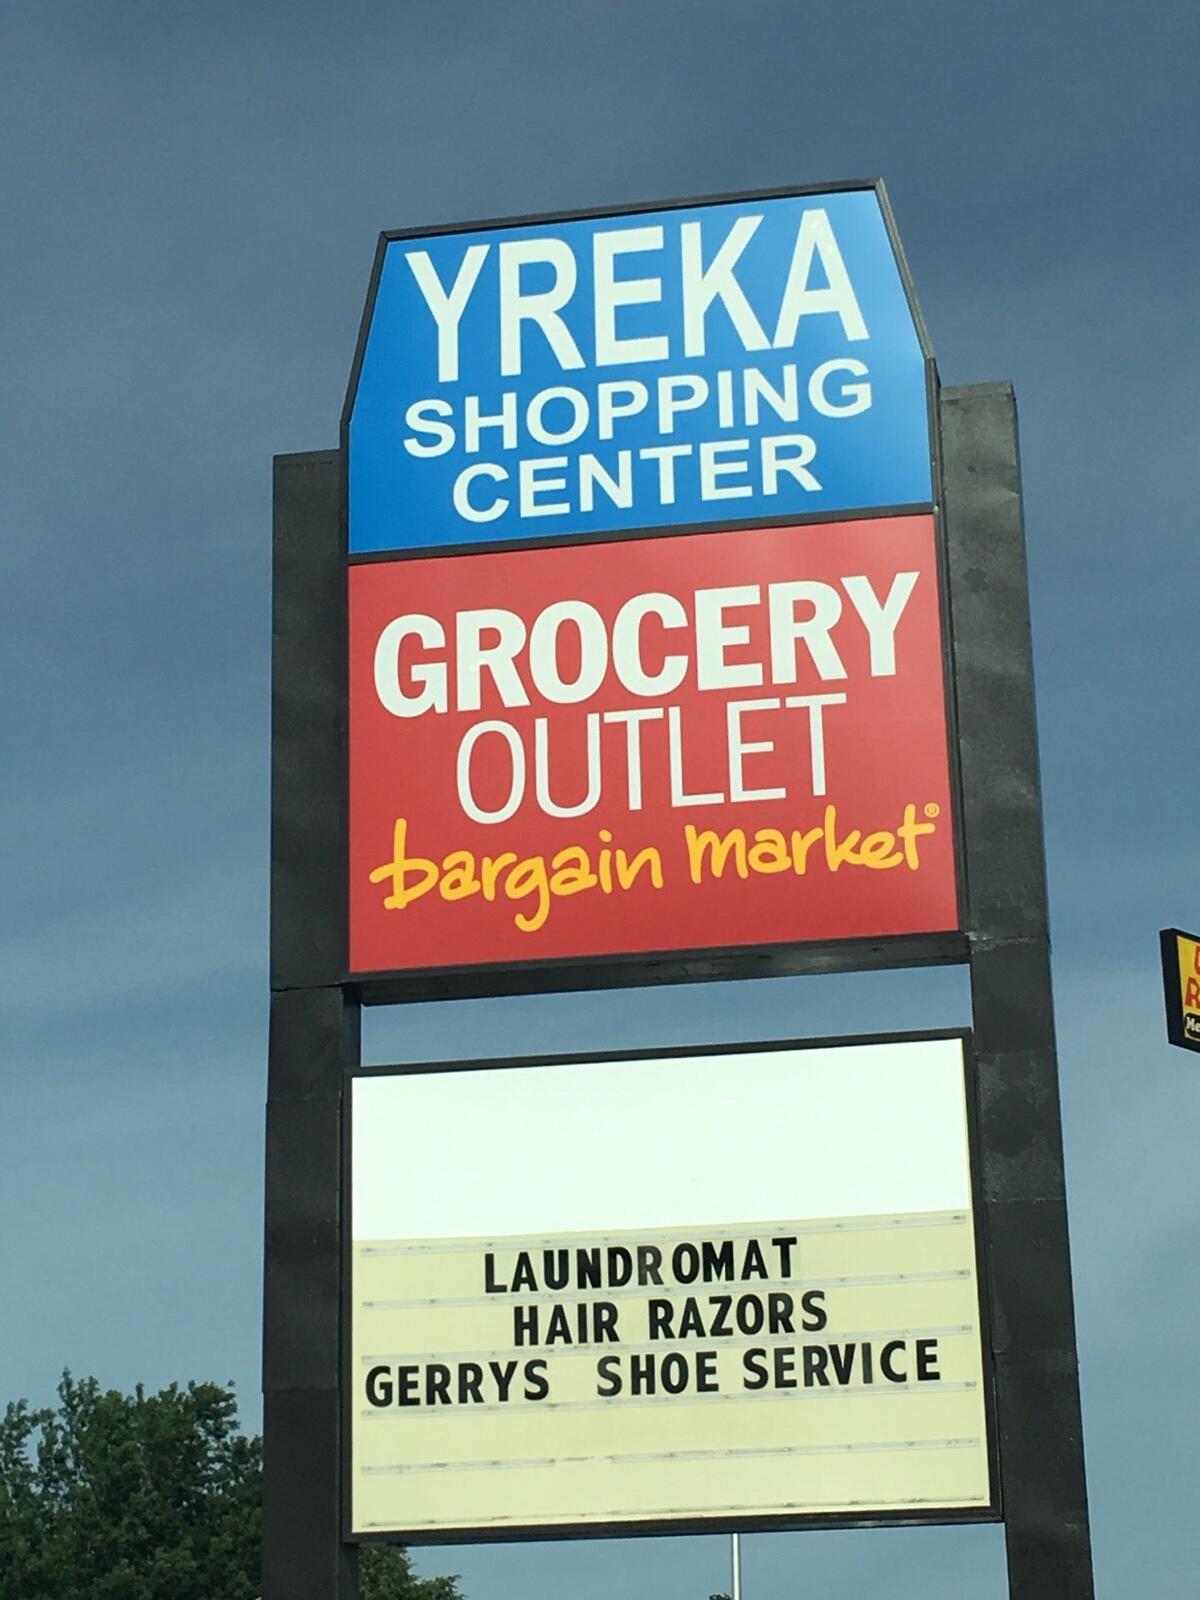 YREKA
SHOPPING
CENTER
GROCERY
OUTLET
bargain market®
LAUNDROMAT
HAIR RAZORS
GERRYS SHOE SERVICE